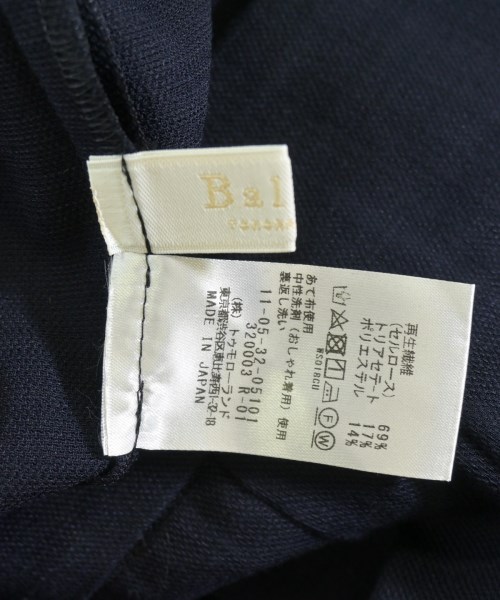 Bal
再生繊維
(セルロース) 69%
トリアセテート 17%
ポリエステル 14%
WS018CU
あて布使用
中性洗剤(おしゃれ着用)使用
裏返し洗い
11-05-32-05101
320003 R-01
(株)トゥモローランド
MADE IN JAPAN